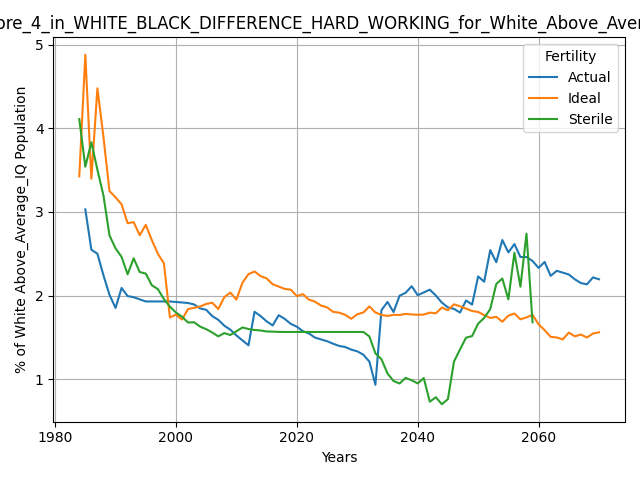 ore_4_in_WHITE_BLACK_DIFFERENCE_HARD_WORKING_for_White_Above_Aver
Fertility
Actual
Ideal
Sterile
% of White Above_Average_IQ Population
5
4
3
2
1
1980
2000
2020
2040
2060
Years